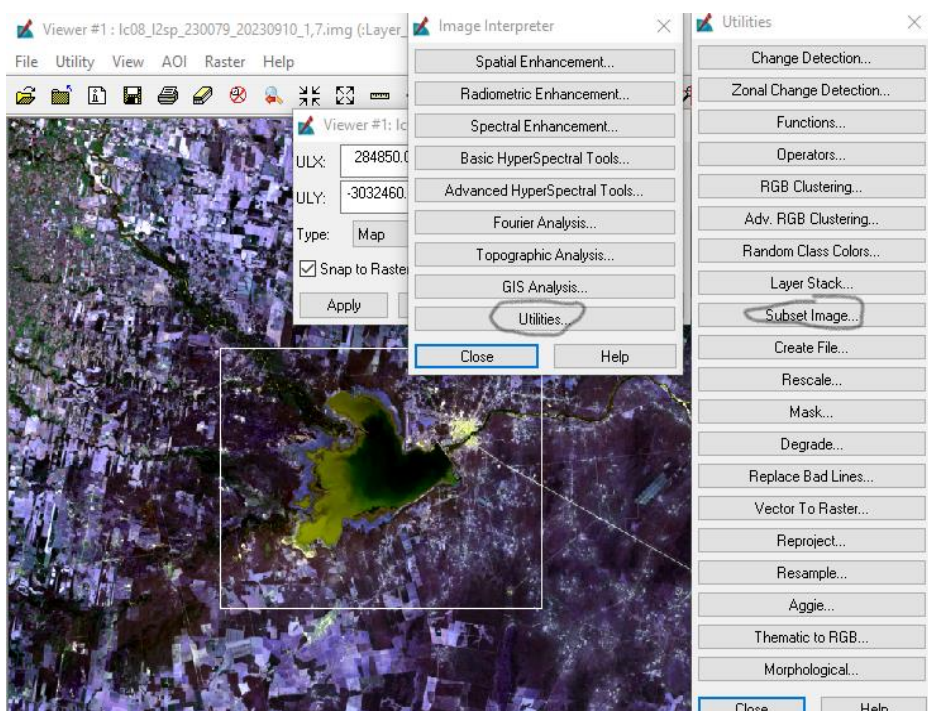 Viewer #1 : lc08_l2sp_230079_20230910_1,7.img (:Layer_
File Utility View AOI Raster Help
Viewer #1: lc
ULX: 284850.0
ULY: -3032460.
Type: Map
Snap to Raster
Apply
Image Interpreter
Spatial Enhancement...
Radiometric Enhancement...
Spectral Enhancement...
Basic HyperSpectral Tools...
Advanced HyperSpectral Tools...
Fourier Analysis...
Topographic Analysis...
GIS Analysis...
Utilities...
Close Help
Utilities
Change Detection...
Zonal Change Detection...
Functions...
Operators...
RGB Clustering...
Adv. RGB Clustering...
Random Class Colors...
Layer Stack...
Subset Image...
Create File...
Rescale...
Mask...
Degrade...
Replace Bad Lines...
Vector To Raster...
Reproject...
Resample...
Aggie...
Thematic to RGB...
Morphological...
Close Help